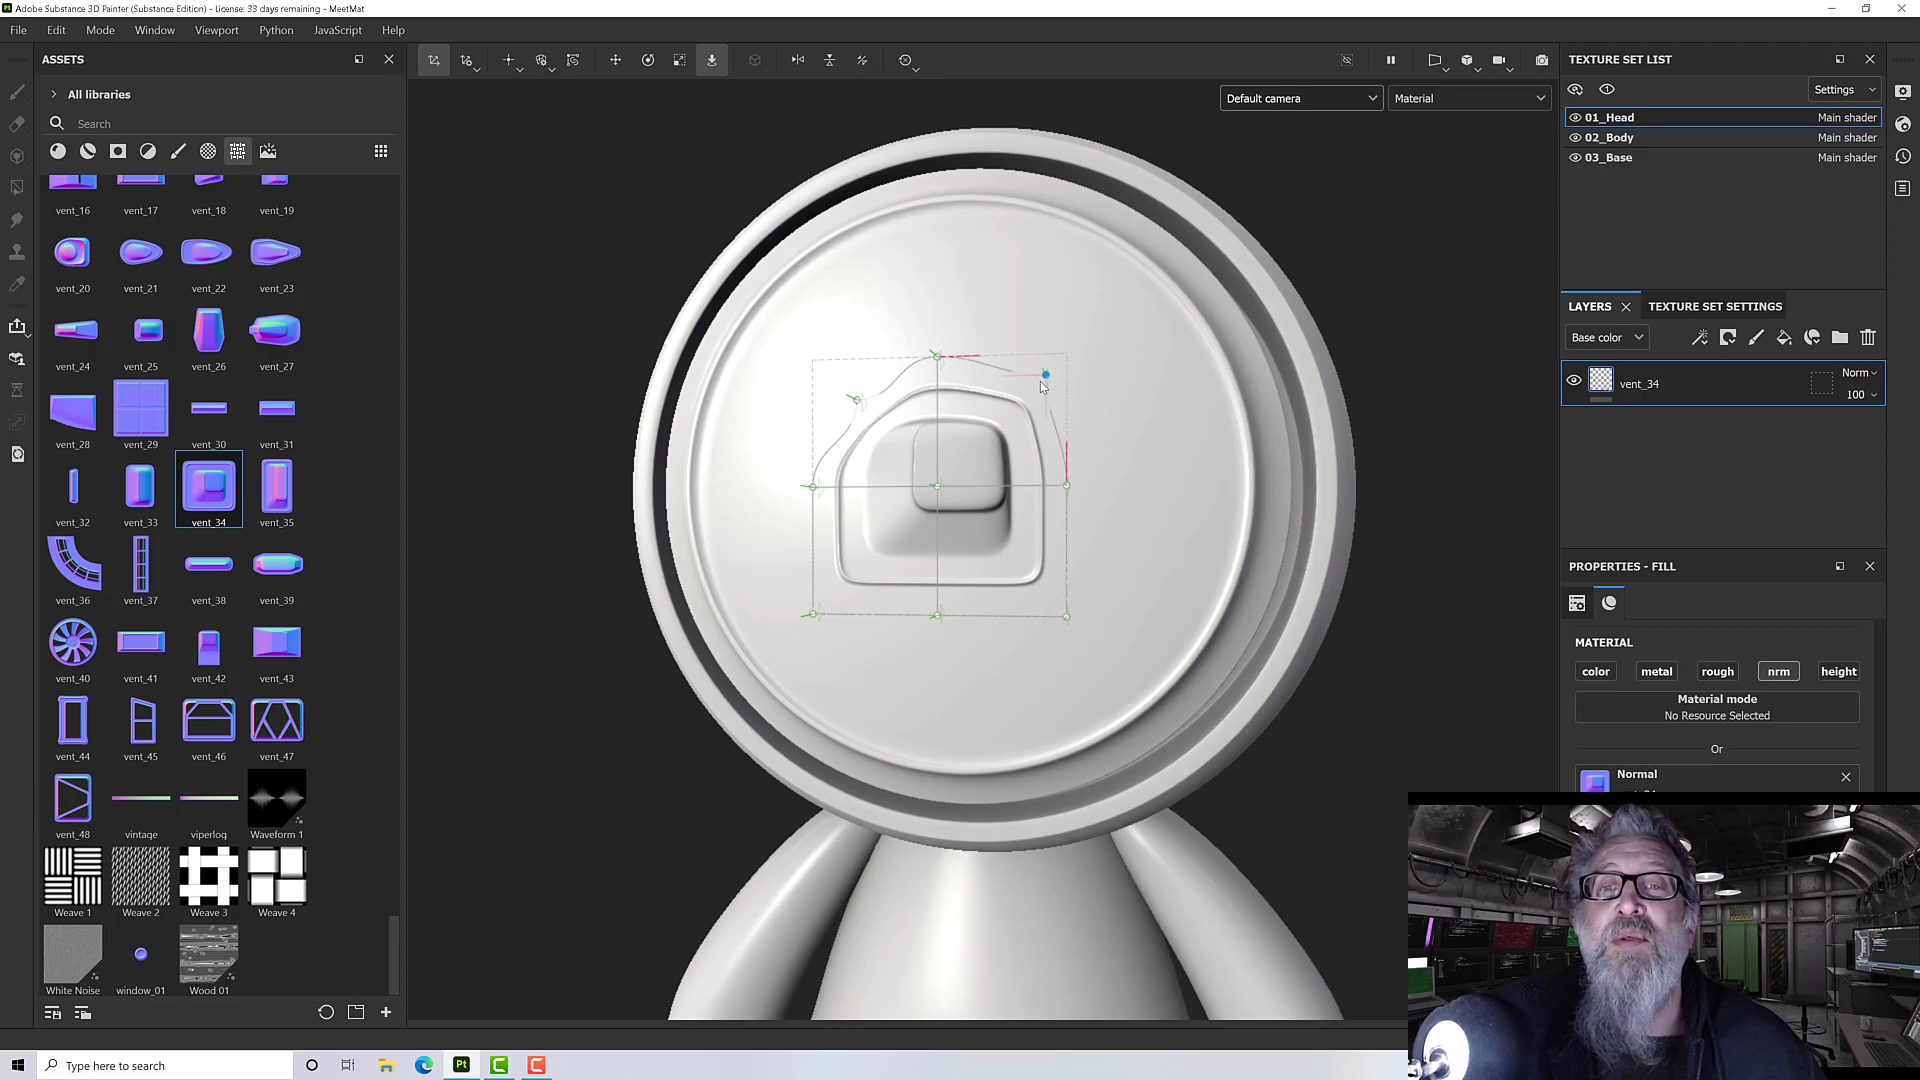 Adobe Substance 3D Painter (Substance Edition) - License: 33 days remaining - MeetMat
File Edit Mode Window Viewport Python JavaScript Help
ASSETS
All libraries
Search
vent_16 vent_17 vent_18 vent_19
vent_20 vent_21 vent_22 vent_23
vent_24 vent_25 vent_26 vent_27
vent_28 vent_29 vent_30 vent_31
vent_32 vent_33 vent_34 vent_35
vent_36 vent_37 vent_38 vent_39
vent_40 vent_41 vent_42 vent_43
vent_44 vent_45 vent_46 vent_47
vent_48 vintage viperlog Waveform 1
Weave 1 Weave 2 Weave 3 Weave 4
White Noise window_01 Wood 01
Default camera Material
TEXTURE SET LIST
Settings
01_Head Main shader
02_Body Main shader
03_Base Main shader
LAYERS TEXTURE SET SETTINGS
Base color
vent_34 Norm
100
PROPERTIES - FILL
MATERIAL
color metal rough nrm height
Material mode
No Resource Selected
Or
Normal
Pt
Type here to search